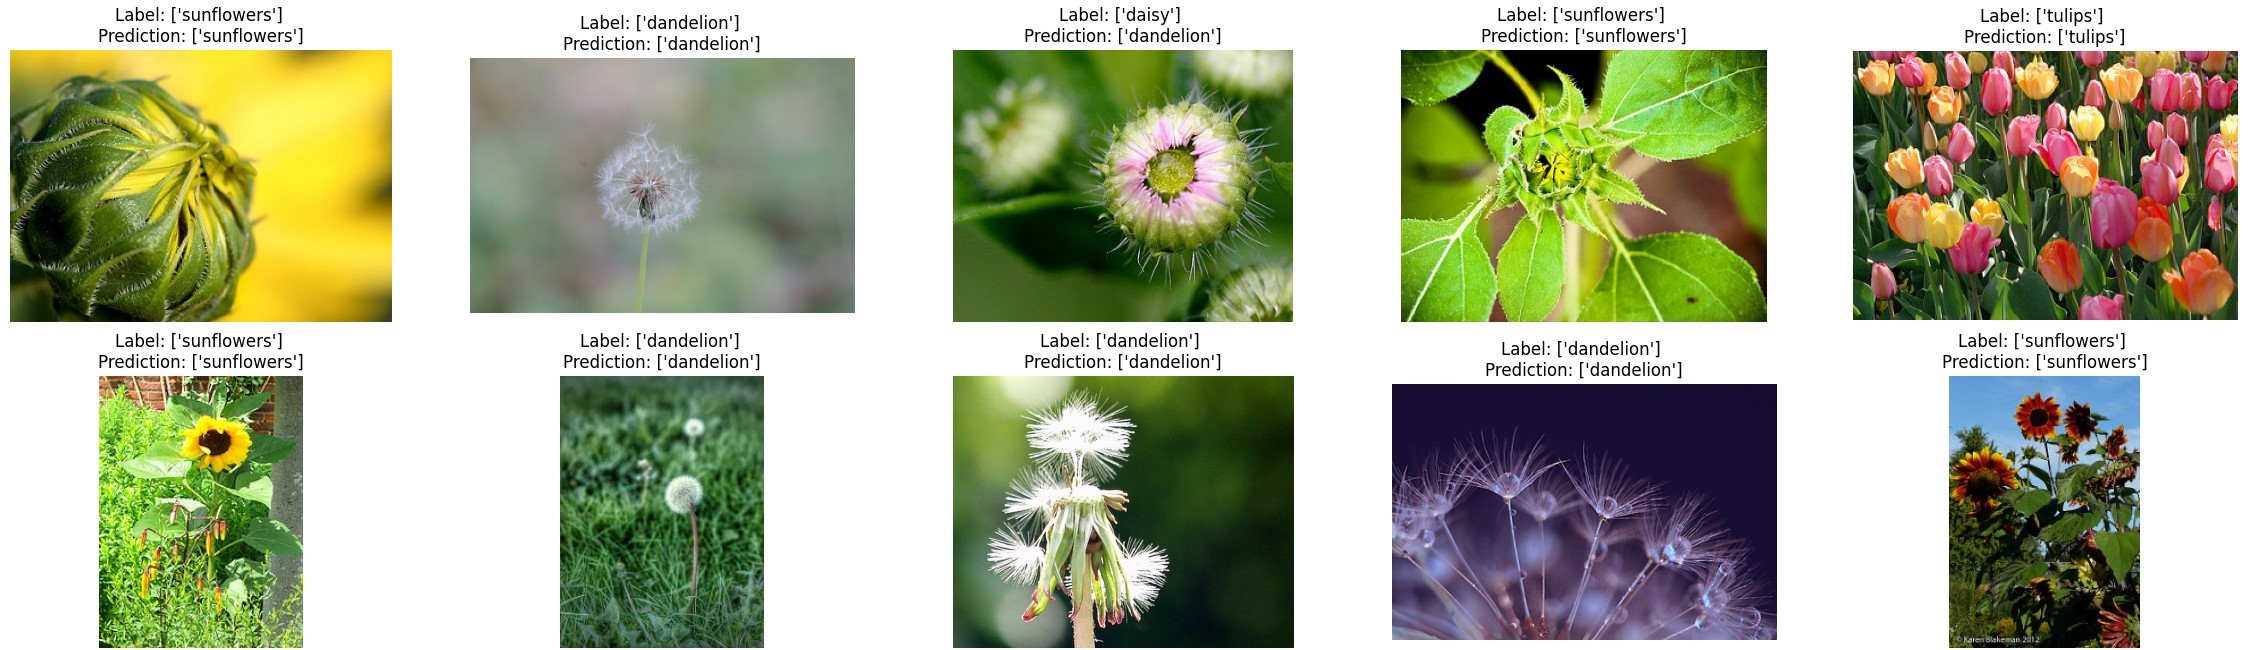 Label: ['sunflowers']
Prediction: ['sunflowers']
Label: ['dandelion']
Prediction: ['dandelion']
Label: ['daisy']
Prediction: ['dandelion']
Label: ['sunflowers']
Prediction: ['sunflowers']
Label: ['tulips']
Prediction: ['tulips']
Label: ['sunflowers']
Prediction: ['sunflowers']
Label: ['dandelion']
Prediction: ['dandelion']
Label: ['dandelion']
Prediction: ['dandelion']
Label: ['dandelion']
Prediction: ['dandelion']
Label: ['sunflowers']
Prediction: ['sunflowers']
© Karen Blakeman 2012